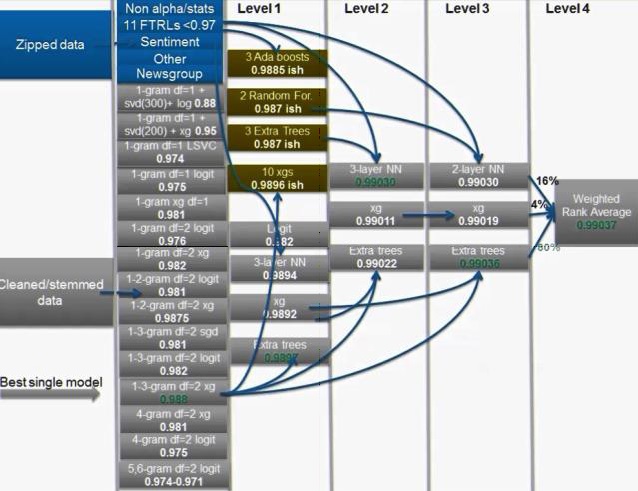 Zipped data
Cleaned/stemmed
data
Best single model
Non alpha/stats
11 FTRLs <0.97
Sentiment
Other
Newsgroup
1-gram df=1 +
svd(300)+ log 0.88
1-gram df=1 +
svd(200) + xg 0.95
1-gram df=1 LSVC
0.974
1-gram df=1 logit
0.975
1-gram xg df=1
0.981
1-gram df=2 logit
0.976
1-gram df=2 xg
0.982
1-2-gram df=2 logit
0.981
1-2-gram df=2 xg
0.9875
1-3-gram df=2 sgd
0.981
1-3-gram df=2 logit
0.982
1-3-gram df=2 xg
0.988
4-gram df=2 xg
0.981
4-gram df=2 logit
0.975
5,6-gram df=2 logit
0.974-0.971
Level 1
3 Ada boosts
0.9885 ish
2 Random For.
0.987 ish
3 Extra Trees
0.987 ish
10 xgs
0.9896 ish
Logit
3-layer NN
0.9894
xg
0.9892
Extra trees
Level 2
3-layer NN
0.99030
xg
0.99011
Extra trees
0.99022
Level 3
2-layer NN
0.99030
xg
0.99019
Extra trees
0.99036
Level 4
16%
4%
80%
Weighted
Rank Average
0.99037